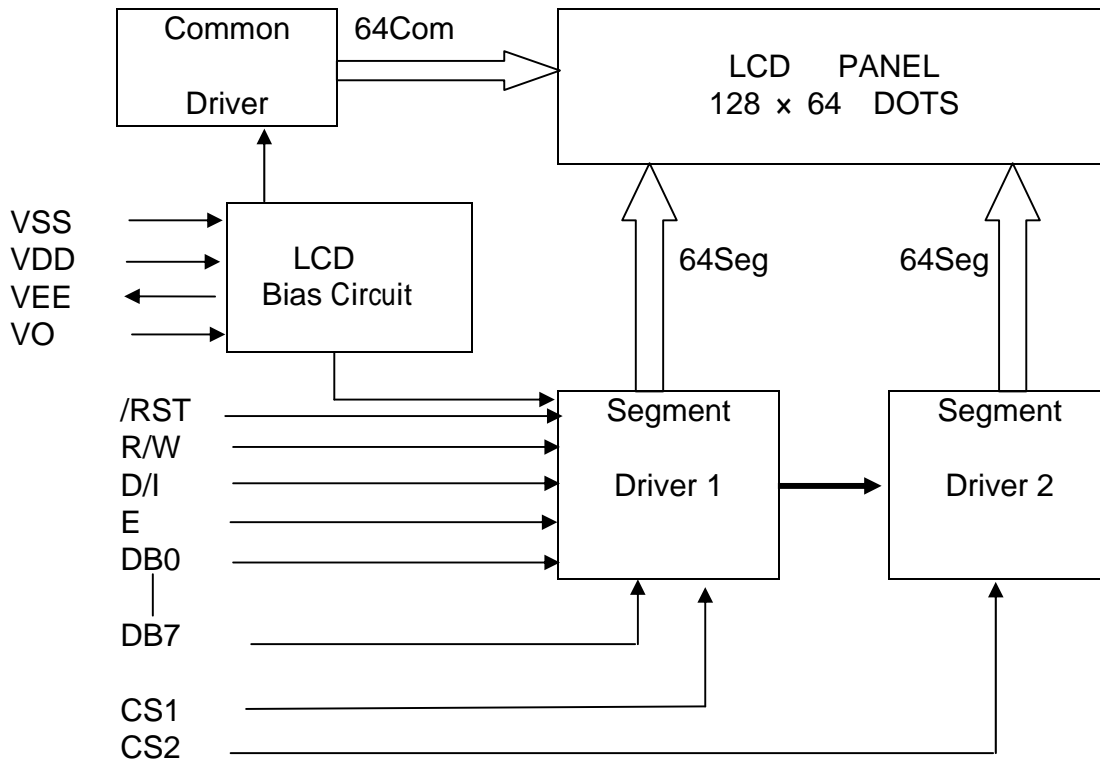 Common
Driver
64Com
LCD PANEL
128 x 64 DOTS
VSS
VDD
VEE
VO
LCD
Bias Circuit
64Seg
64Seg
/RST
R/W
D/I
E
DB0
DB7
CS1
CS2
Segment
Driver 1
Segment
Driver 2